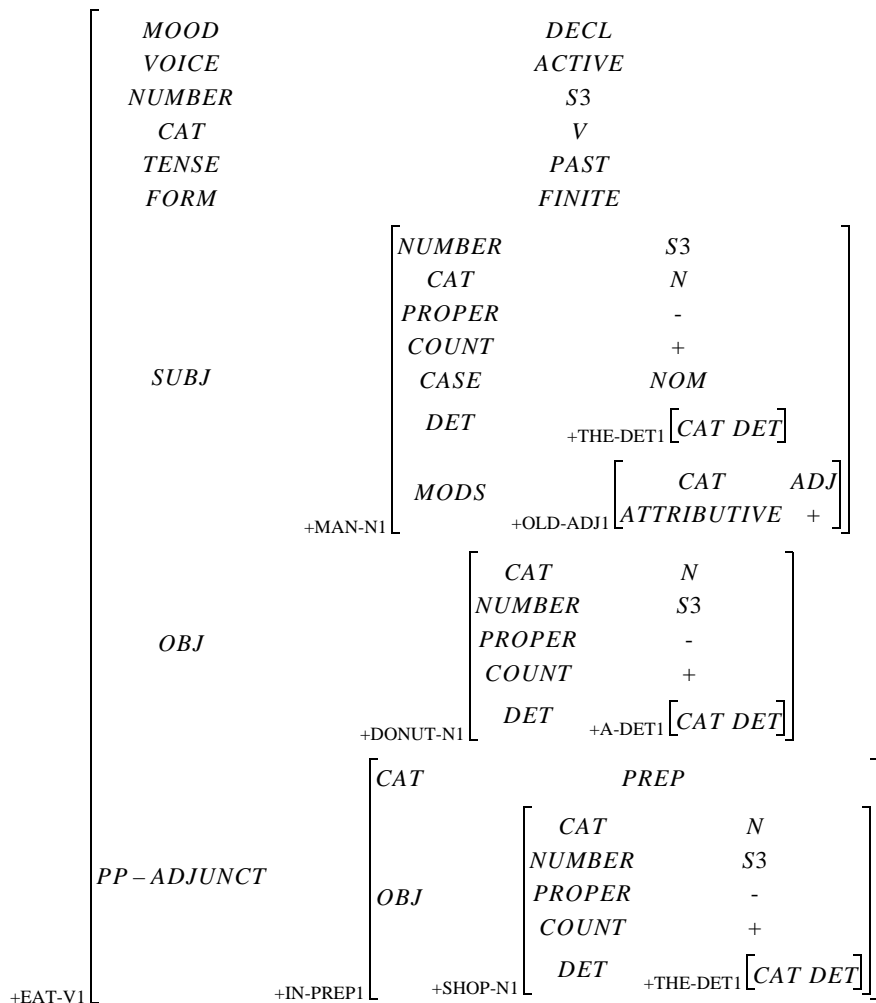 MOOD DECL
VOICE ACTIVE
NUMBER S3
CAT V
TENSE PAST
FORM FINITE
NUMBER S3
CAT N
PROPER -
COUNT +
SUBJ CASE NOM
DET +THE-DET1 [CAT DET]
CAT ADJ
MODS
+MAN-N1 +OLD-ADJ1 ATTRIBUTIVE +
CAT N
NUMBER S3
OBJ PROPER -
COUNT +
DET
+DONUT-N1 +A-DET1 [CAT DET]
CAT PREP
CAT N
NUMBER S3
PP – ADJUNCT OBJ PROPER -
COUNT +
DET
+EAT-V1 +IN-PREP1 +SHOP-N1 +THE-DET1 [CAT DET]